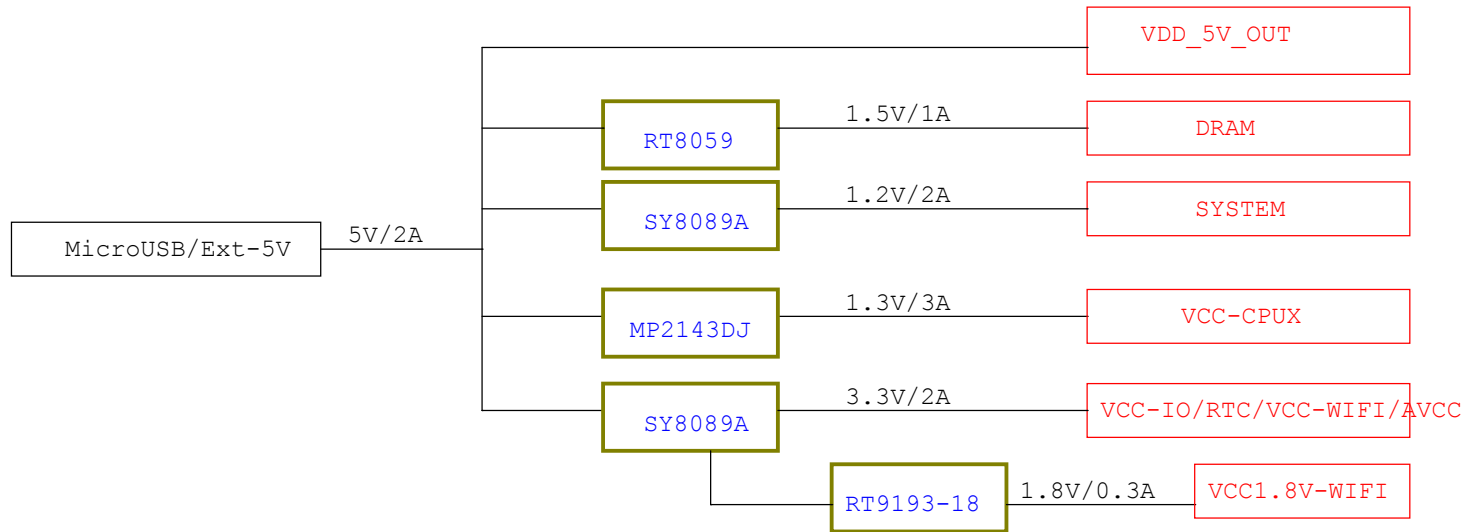 VDD_5V_OUT
RT8059
1.5V/1A
DRAM
SY8089A
1.2V/2A
SYSTEM
MicroUSB/Ext-5V
5V/2A
MP2143DJ
1.3V/3A
VCC-CPUX
SY8089A
3.3V/2A
VCC-IO/RTC/VCC-WIFI/AVCC
RT9193-18
1.8V/0.3A
VCC1.8V-WIFI